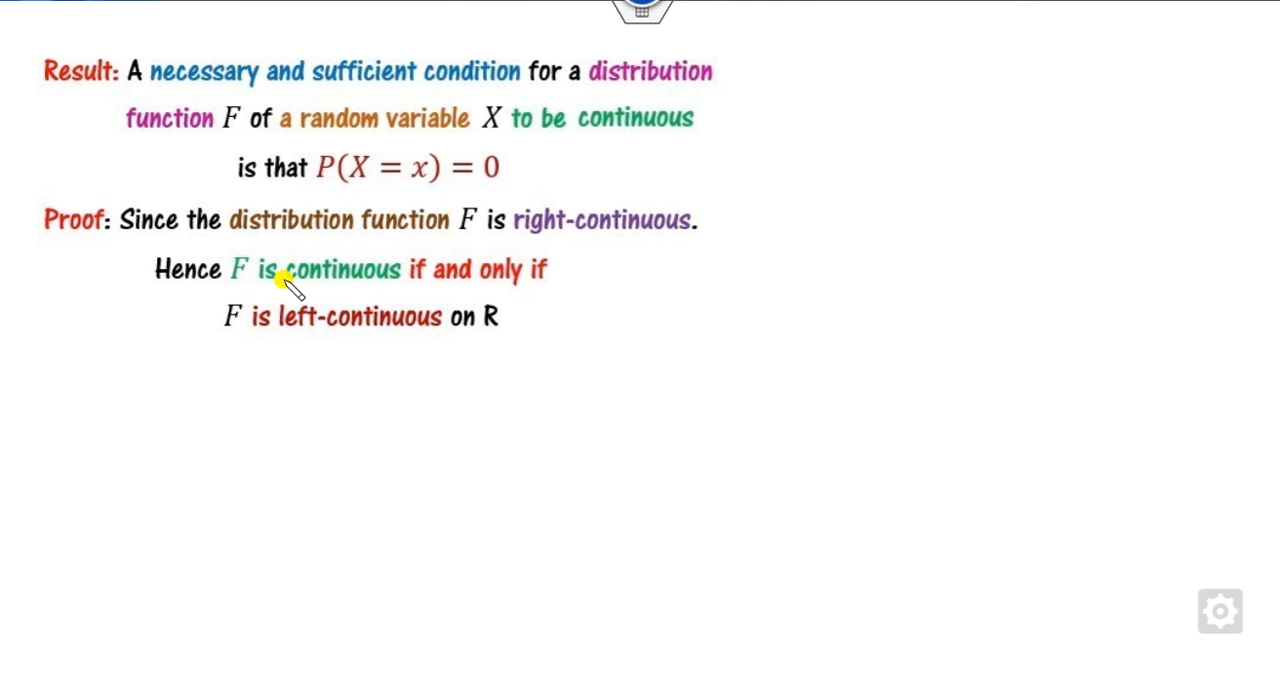 Result: A necessary and sufficient condition for a distribution
function F of a random variable X to be continuous
is that P(X = x) = 0
Proof: Since the distribution function F is right-continuous.
Hence F is continuous if and only if
F is left-continuous on R